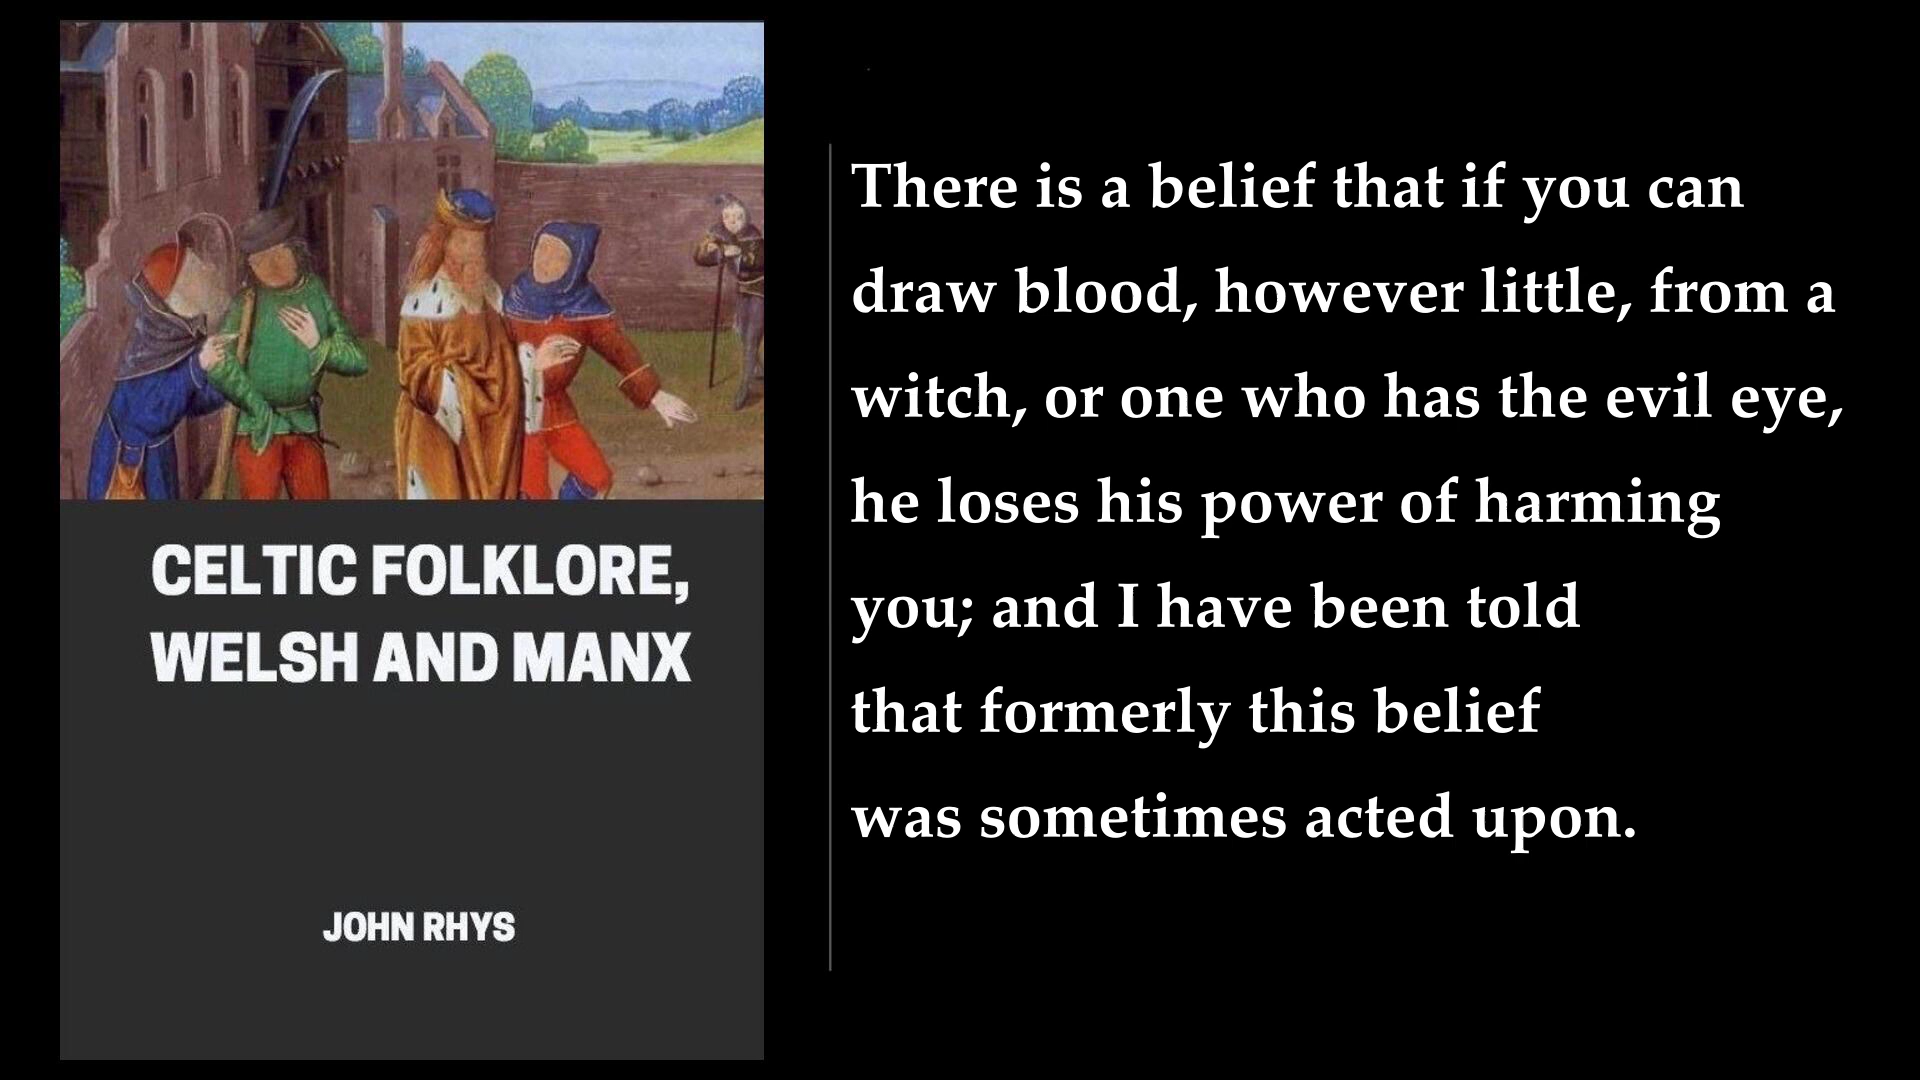 CELTIC FOLKLORE,
WELSH AND MANX
JOHN RHYS
There is a belief that if you can
draw blood, however little, from a
witch, or one who has the evil eye,
he loses his power of harming
you; and I have been told
that formerly this belief
was sometimes acted upon.